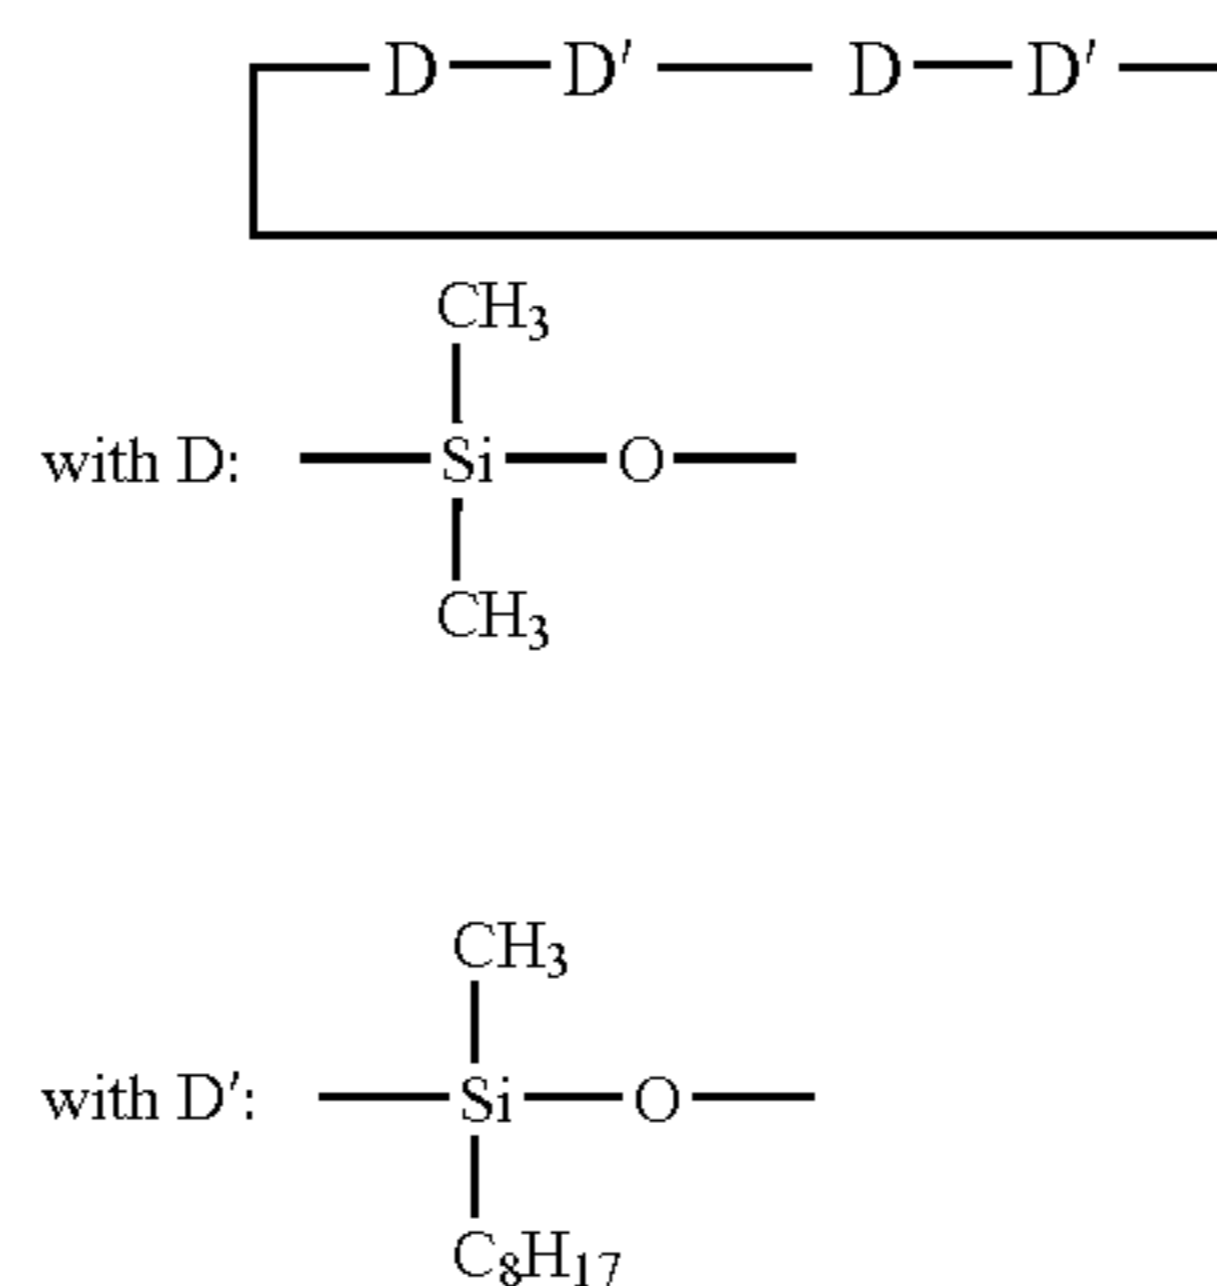 D D′ D D′
CH₃
with D: Si O
CH₃
CH₃
with D′: Si O
C₈H₁₇